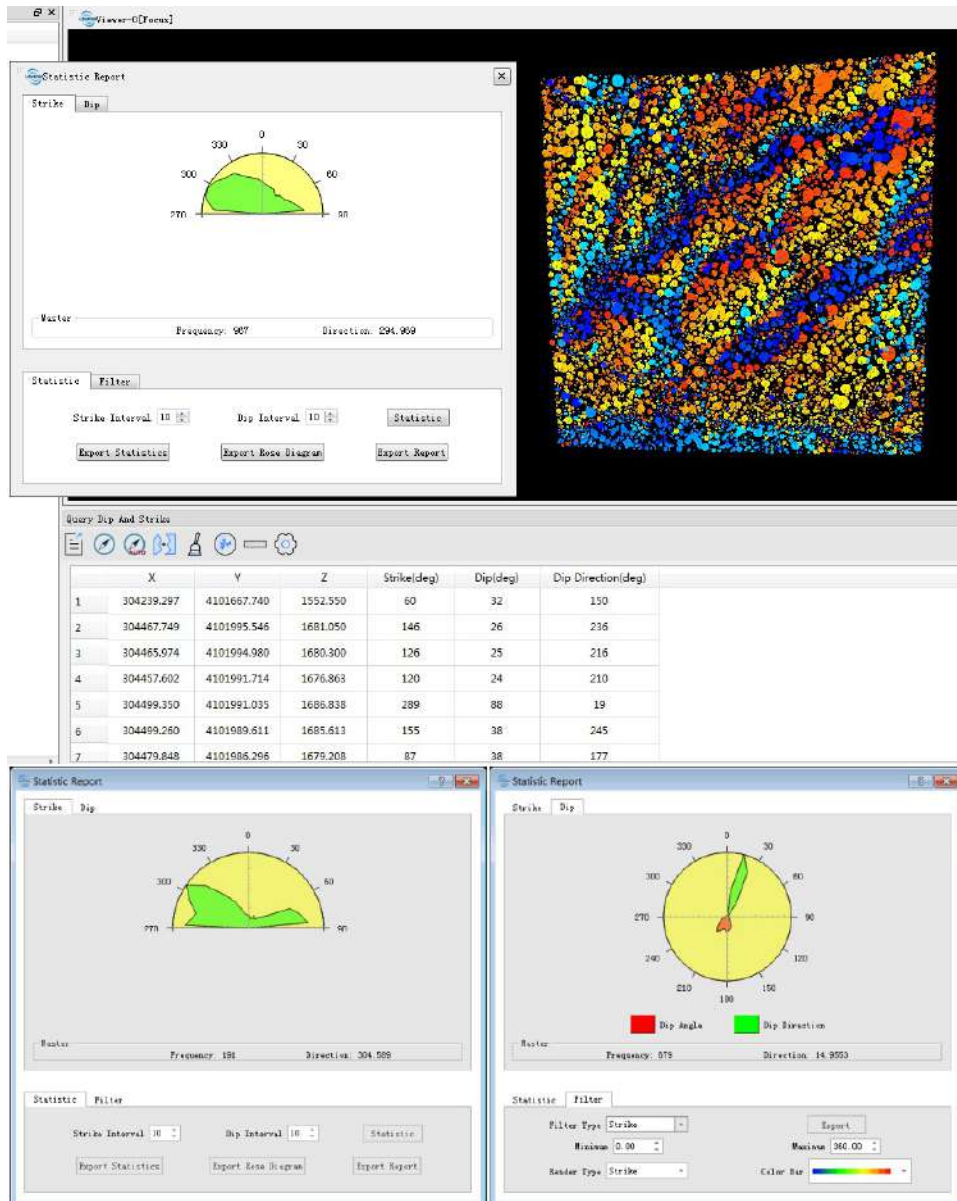 Viewer-0[Focus]
Statistic Report
Strike Dip
0
330 30
300 60
270 90
Master
Frequency: 967 Direction: 294.969
Statistic Filter
Strike Interval 10 Dip Interval 10 Statistic
Export Statistics Export Rose Diagram Export Report
Query Dip And Strike
X Y Z Strike(deg) Dip(deg) Dip Direction(deg)
1 304239.297 4101667.740 1552.550 60 32 150
2 304467.749 4101995.546 1681.050 146 26 236
3 304465.974 4101994.980 1680.300 126 25 216
4 304457.602 4101991.714 1676.863 120 24 210
5 304499.350 4101991.035 1686.838 289 88 19
6 304499.260 4101989.611 1685.613 155 38 245
7 304479.848 4101986.296 1679.208 87 38 177
Statistic Report
Strike Dip
0
330 30
300 60
270 90
Master
Frequency: 191 Direction: 304.589
Statistic Filter
Strike Interval 10 Dip Interval 10 Statistic
Export Statistics Export Rose Diagram Export Report
Statistic Report
Strike Dip
0
330 30
300 60
270 90
240 120
210 150
180
Dip Angle Dip Direction
Master
Frequency: 879 Direction: 14.9553
Statistic Filter
Filter Type Strike Export
Minimum 0.00 Maximum 360.00
Render Type Strike Color Bar